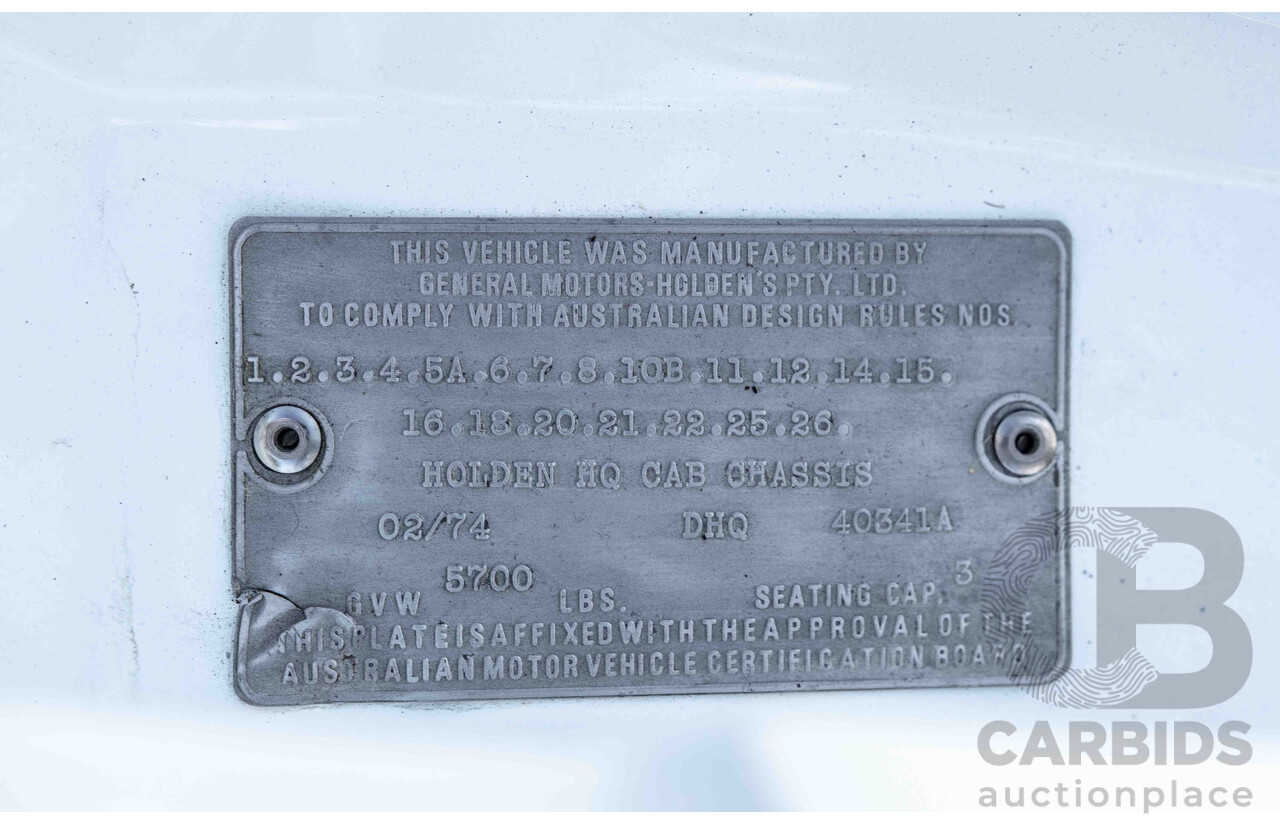 THIS VEHICLE WAS MANUFACTURED BY
GENERAL MOTORS-HOLDEN'S PTY. LTD.
TO COMPLY WITH AUSTRALIAN DESIGN RULES NOS.
1.2.3.4.5A.6.7.8.10B.11.12.14.15.
16.18.20.21.22.25.26.
HOLDEN HQ CAB CHASSIS
02/74 DHQ 40341A
5700 3
GVW LBS. SEATING CAP.
THIS PLATE IS AFFIXED WITH THE APPROVAL OF THE
AUSTRALIAN MOTOR VEHICLE CERTIFICATION BOARD
CB
CARBIDS
auctionplace